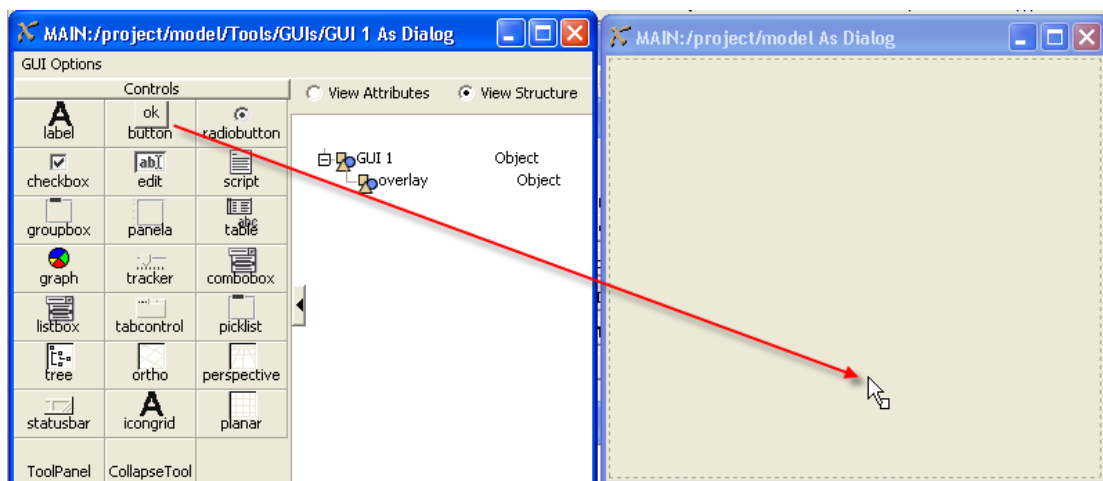 MAIN:/project/model/Tools/GUIs/GUI 1 As Dialog
GUI Options
Controls
label
ok
button
radiobutton
checkbox
edit
script
groupbox
panela
table
graph
tracker
combobox
listbox
tabcontrol
picklist
tree
ortho
perspective
statusbar
icongrid
planar
ToolPanel
CollapseTool
View Attributes
View Structure
GUI 1 Object
overlay Object
MAIN:/project/model As Dialog